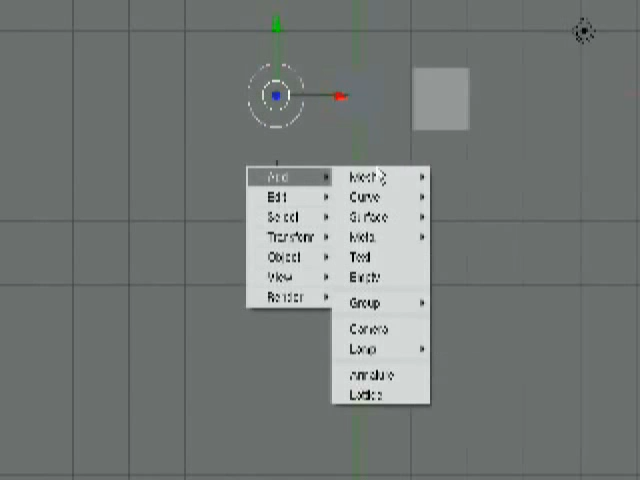 Add
Edit
Select
Transform
Object
View
Render
Mesh
Curve
Surface
Meta
Text
Empty
Group
Camera
Lamp
Armature
Lattice